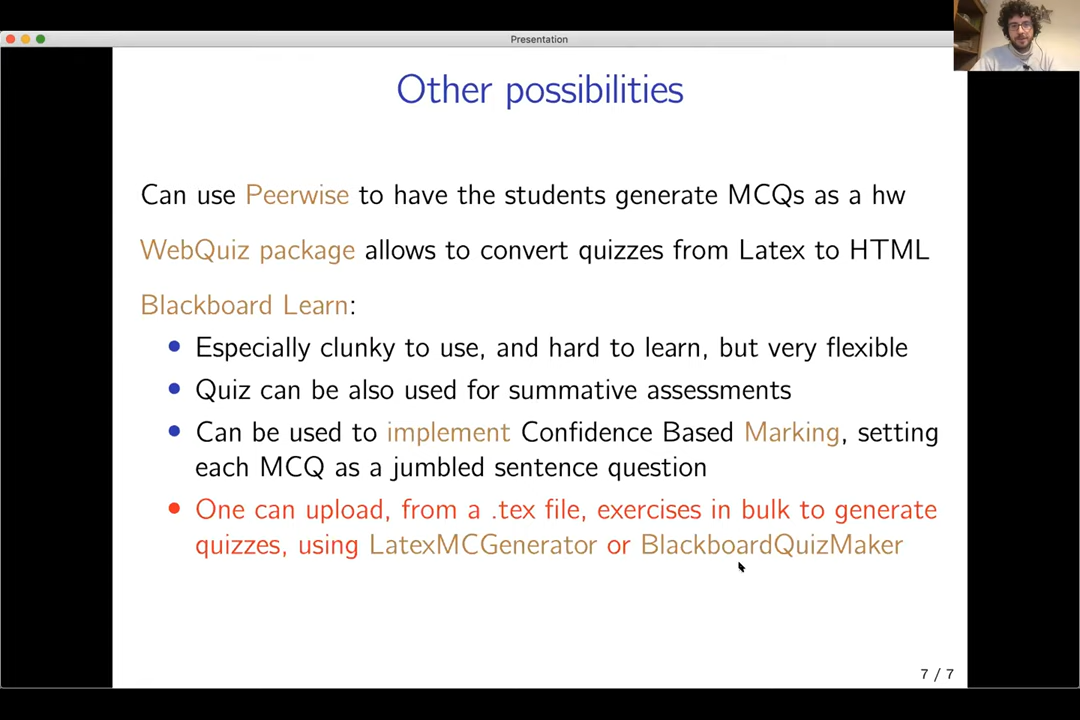 Presentation
Other possibilities
Can use Peerwise to have the students generate MCQs as a hw
WebQuiz package allows to convert quizzes from Latex to HTML
Blackboard Learn:
• Especially clunky to use, and hard to learn, but very flexible
• Quiz can be also used for summative assessments
• Can be used to implement Confidence Based Marking, setting
each MCQ as a jumbled sentence question
• One can upload, from a .tex file, exercises in bulk to generate
quizzes, using LatexMCGenerator or BlackboardQuizMaker
7 / 7